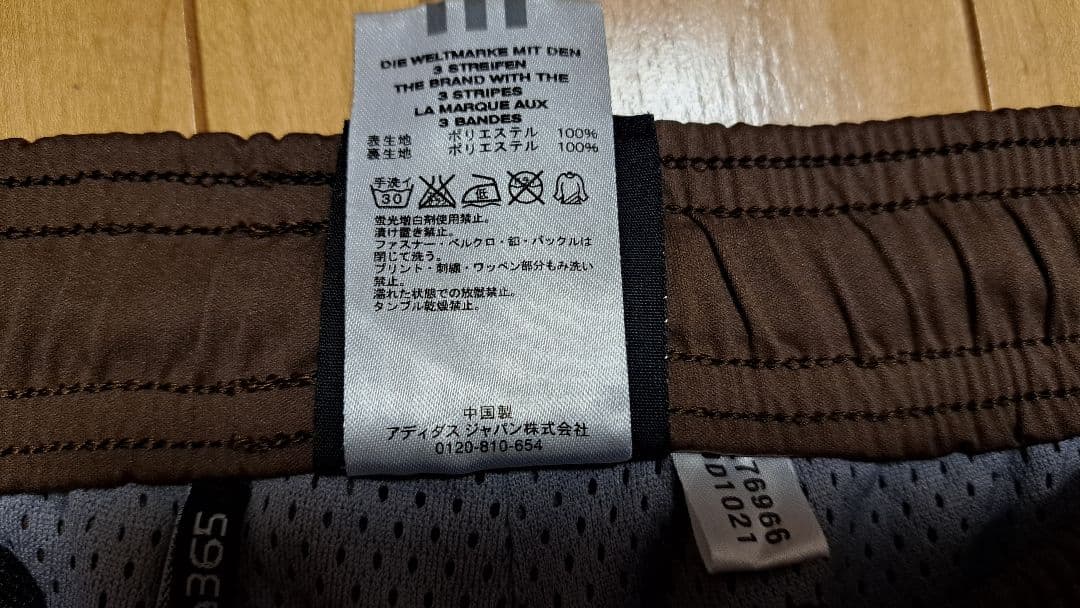 DIE WELTMARKE MIT DEN
3 STREIFEN
THE BRAND WITH THE
3 STRIPES
LA MARQUE AUX
3 BANDES
表生地 ポリエステル 100%
裏生地 ポリエステル 100%
手洗イ
30
低
蛍光増白剤使用禁止。
漬け置き禁止。
ファスナー・ベルクロ・釦・バックルは
閉じて洗う。
プリント・刺繍・ワッペン部分もみ洗い
禁止。
濡れた状態での放置禁止。
タンブル乾燥禁止。
中国製
アディダス ジャパン株式会社
0120-810-654
76966
D1021
365